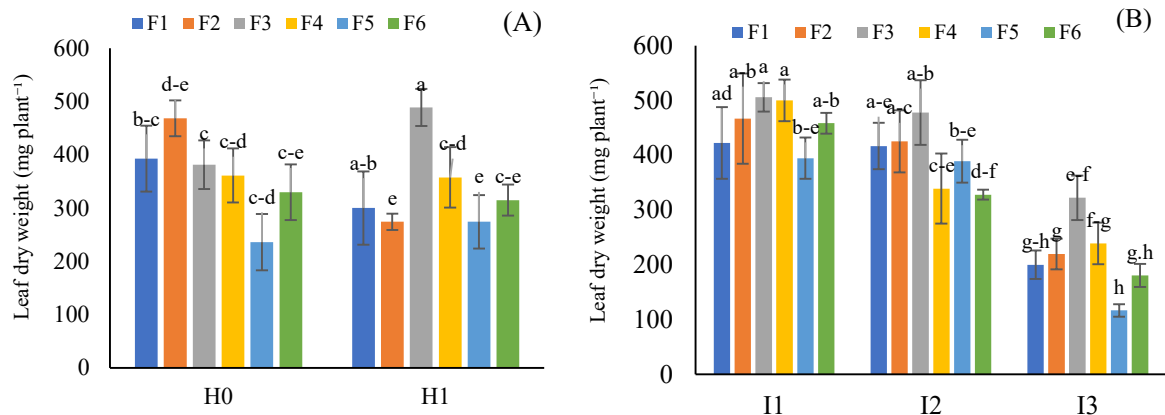 F1 F2 F3 F4 F5 F6
(A)
Leaf dry weight (mg plant⁻¹)
600
500
400
300
200
100
0
b-c d-e c c-d c-d c-e
a-b e a c-d e c-e
H0 H1
F1 F2 F3 F4 F5 F6
(B)
Leaf dry weight (mg plant⁻¹)
600
500
400
300
200
100
0
ad a-b a a b-e a-b
a-e a-c a-b c-e b-e d-f
g-h g e-f f-g h g.h
I1 I2 I3